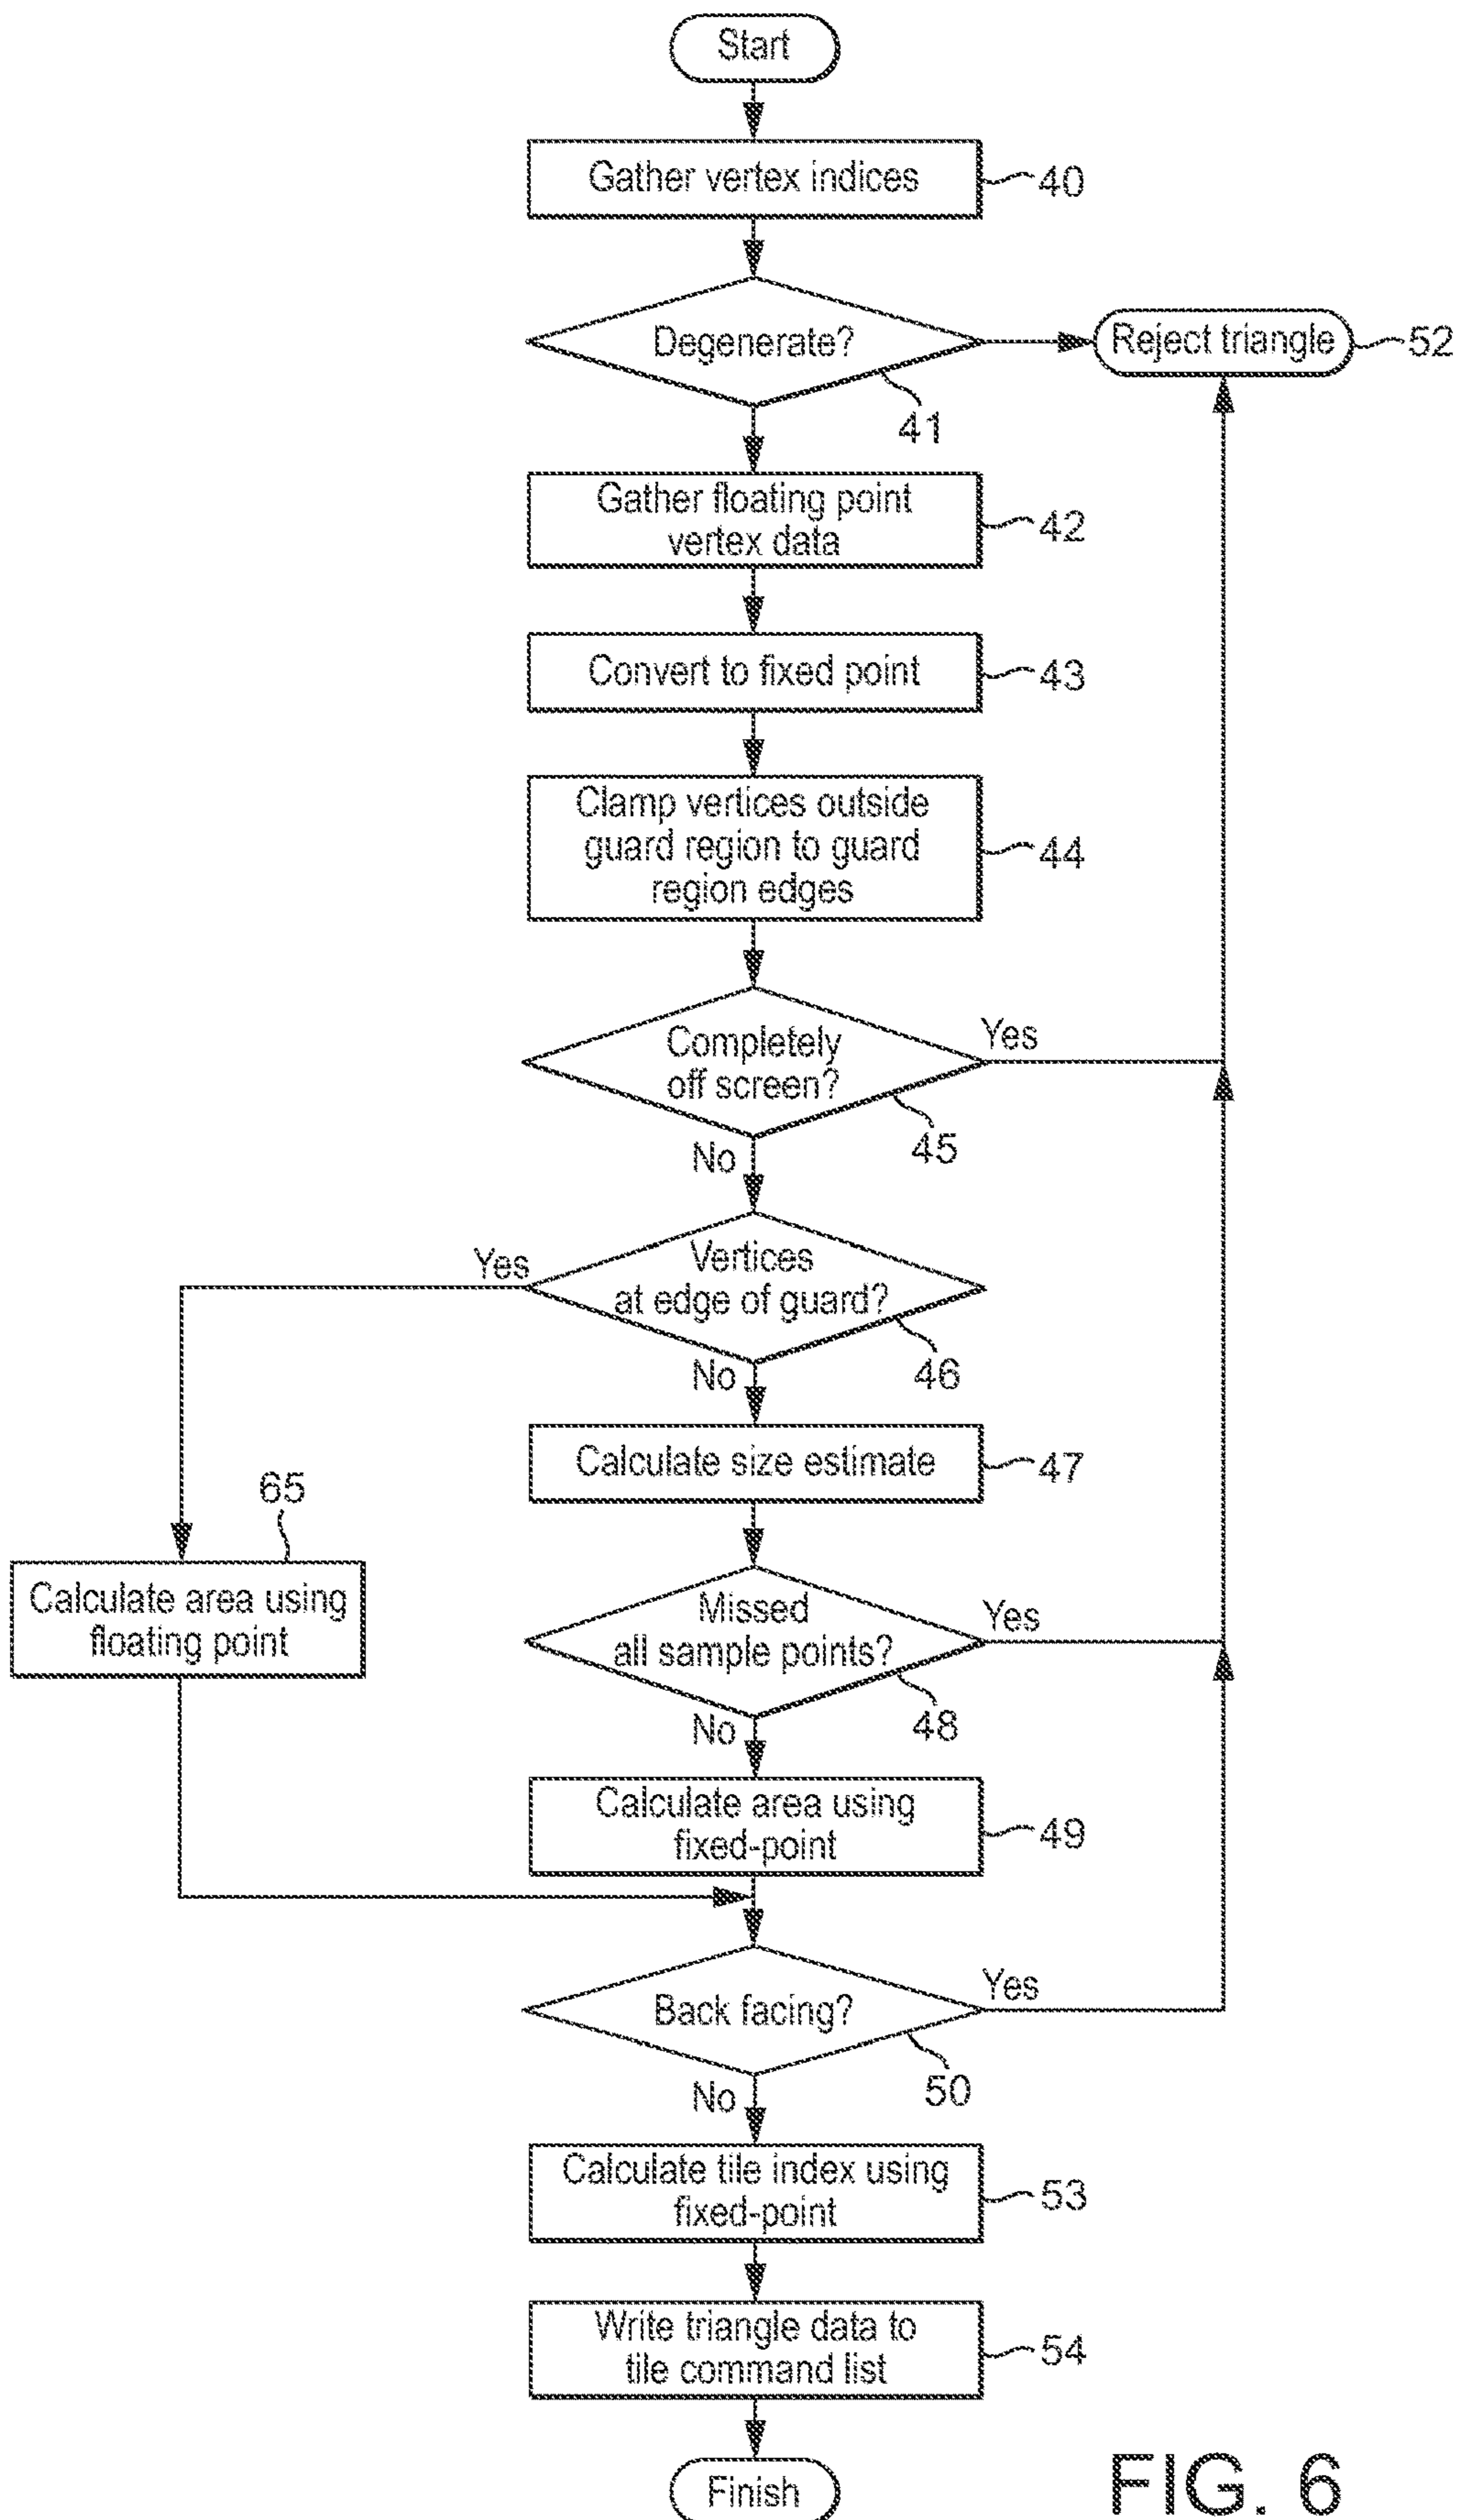 Start
Gather vertex indices
40
Degenerate?
41
Reject triangle
52
Gather floating point
vertex data
42
Convert to fixed point
43
Clamp vertices outside
guard region to guard
region edges
44
Completely
off screen?
Yes
45
No
Vertices
at edge of guard?
Yes
46
No
Calculate size estimate
47
65
Calculate area using
floating point
Missed
all sample points?
Yes
48
No
Calculate area using
fixed-point
49
Back facing?
Yes
50
No
Calculate tile index using
fixed-point
53
Write triangle data to
tile command list
54
Finish
FIG. 6